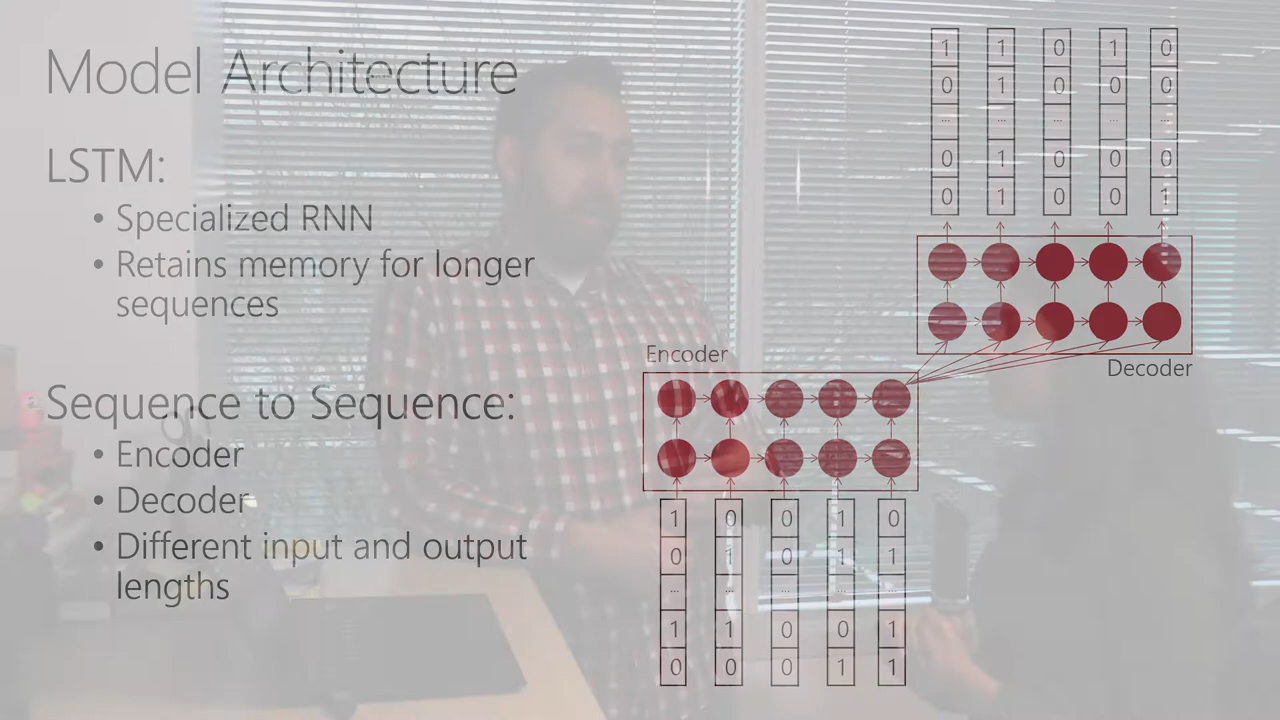 Model Architecture
LSTM:
• Specialized RNN
• Retains memory for longer
sequences
Sequence to Sequence:
• Encoder
• Decoder
• Different input and output
lengths
1 1 0 1 0
0 1 0 0 0
... ... ... ... ...
0 1 0 0 0
0 1 0 0 1
Decoder
Encoder
1 0 0 1 0
0 1 0 1 1
... ... ... ... ...
1 1 0 0 1
0 0 0 1 1